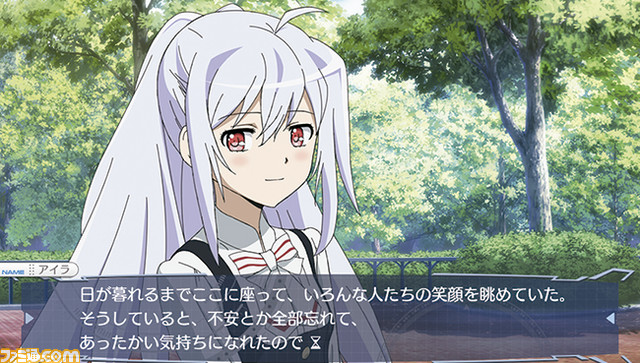 NAME アイラ
日が暮れるまでここに座って、いろんな人たちの笑顔を眺めていた。
そうしていると、不安とか全部忘れて、
あったかい気持ちになれたので
ファミ通.com